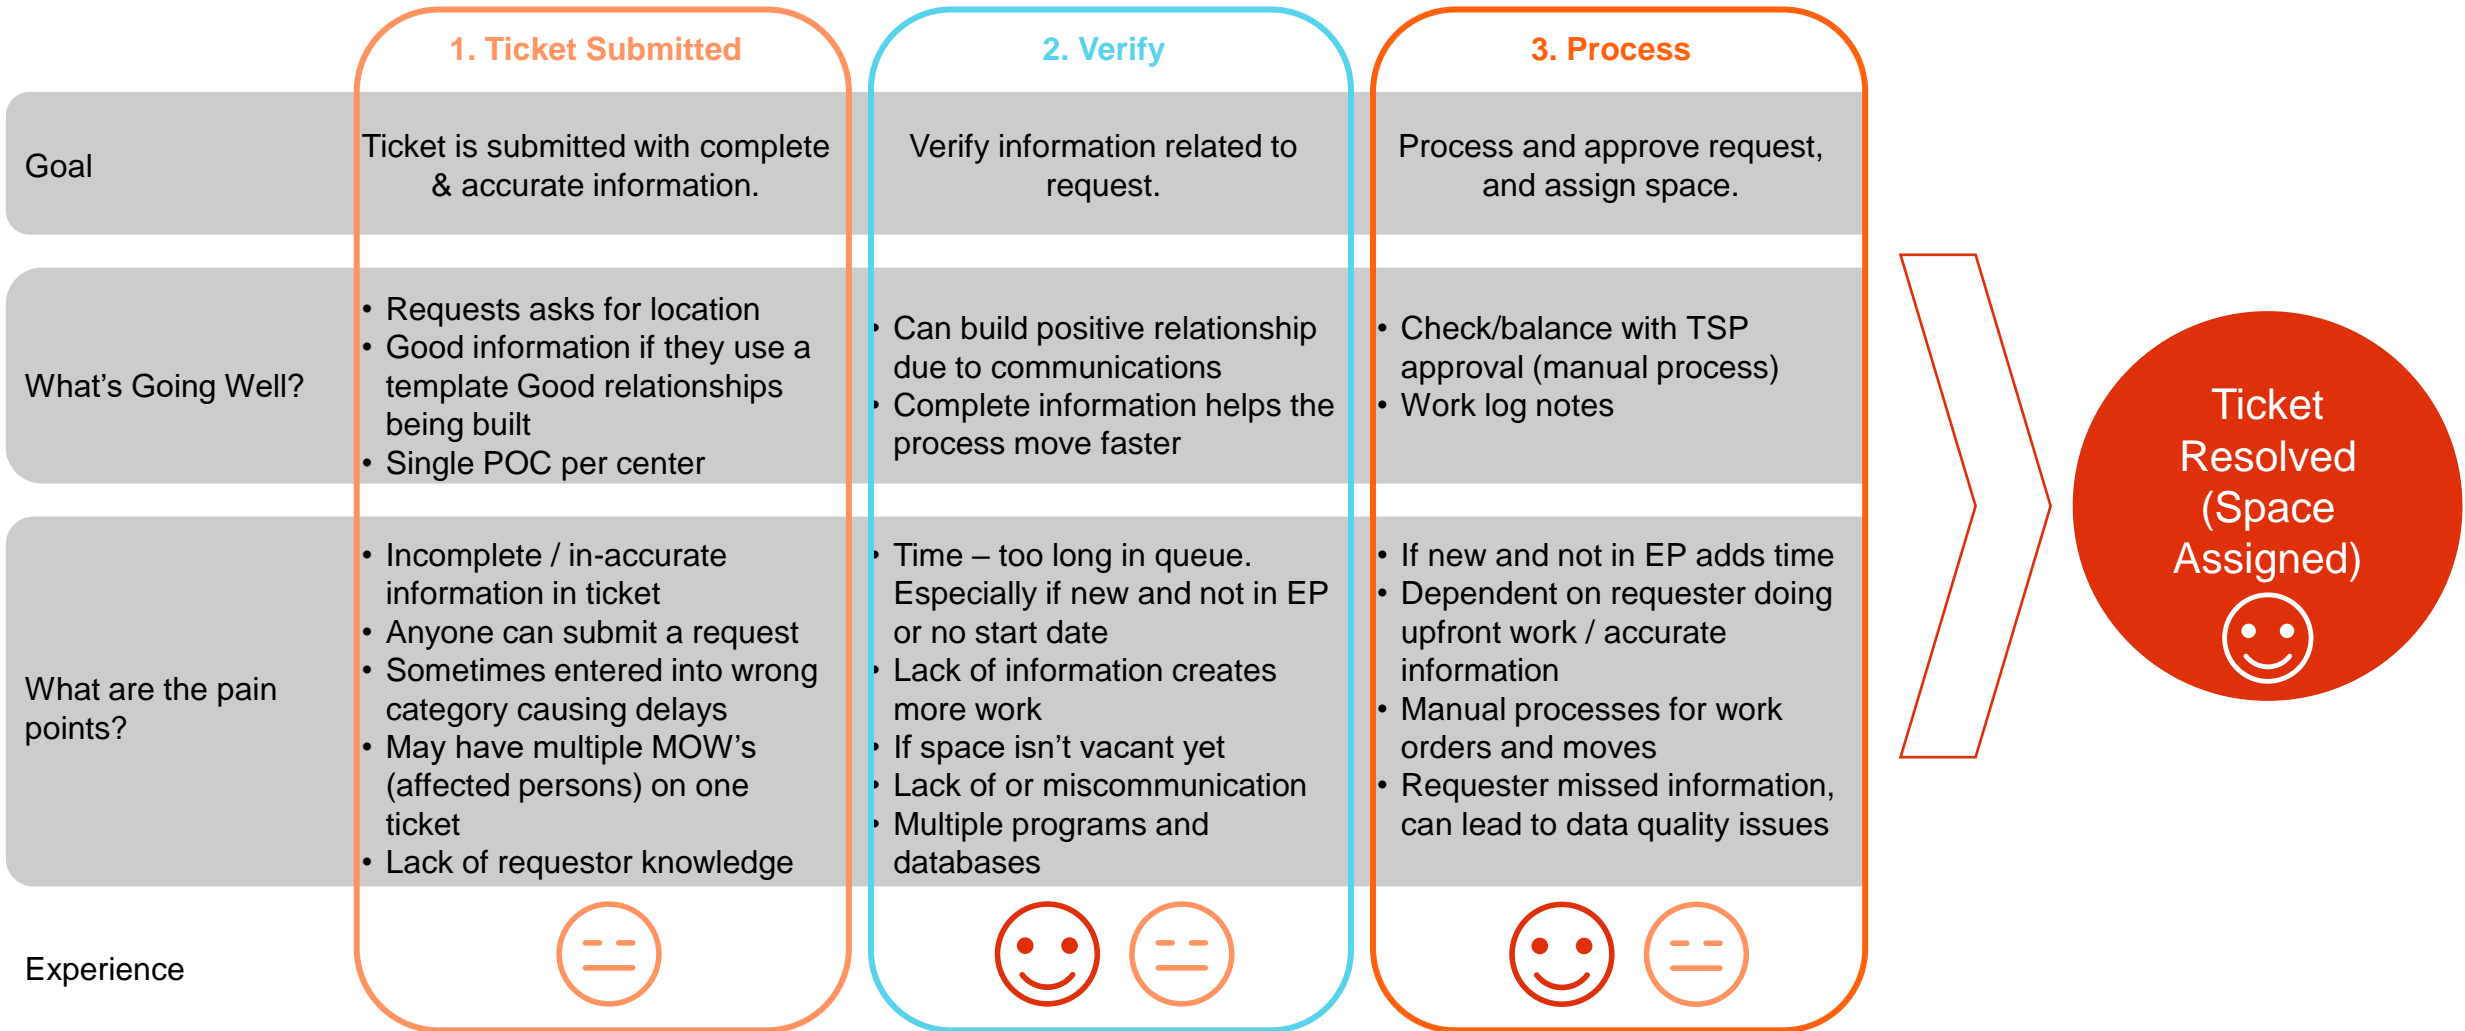 1. Ticket Submitted
2. Verify
3. Process
Goal
Ticket is submitted with complete
& accurate information.
Verify information related to
request.
Process and approve request,
and assign space.
What’s Going Well?
• Requests asks for location
• Good information if they use a
template Good relationships
being built
• Single POC per center
• Can build positive relationship
due to communications
• Complete information helps the
process move faster
• Check/balance with TSP
approval (manual process)
• Work log notes
What are the pain
points?
• Incomplete / in-accurate
information in ticket
• Anyone can submit a request
• Sometimes entered into wrong
category causing delays
• May have multiple MOW’s
(affected persons) on one
ticket
• Lack of requestor knowledge
• Time – too long in queue.
Especially if new and not in EP
or no start date
• Lack of information creates
more work
• If space isn’t vacant yet
• Lack of or miscommunication
• Multiple programs and
databases
• If new and not in EP adds time
• Dependent on requester doing
upfront work / accurate
information
• Manual processes for work
orders and moves
• Requester missed information,
can lead to data quality issues
Experience
Ticket
Resolved
(Space
Assigned)